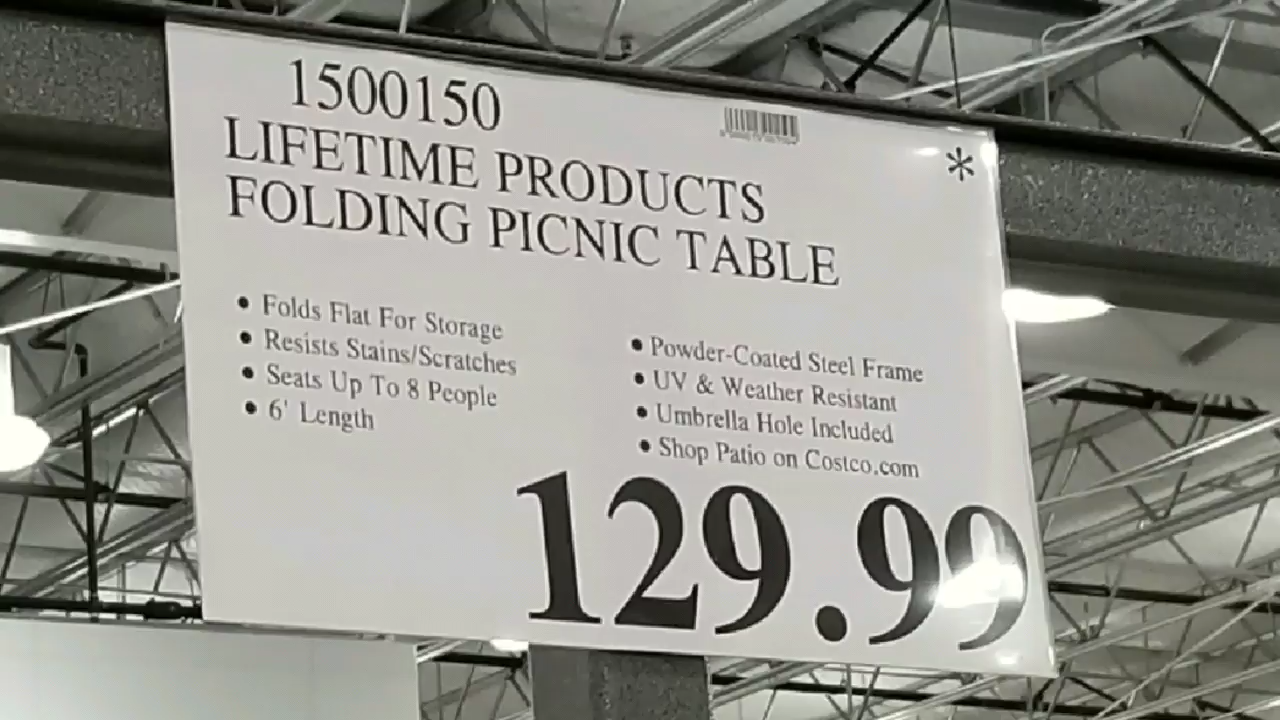 1500150
*
LIFETIME PRODUCTS
FOLDING PICNIC TABLE
• Folds Flat For Storage
• Resists Stains/Scratches
• Seats Up To 8 People
• 6' Length
• Powder-Coated Steel Frame
• UV & Weather Resistant
• Umbrella Hole Included
• Shop Patio on Costco.com
129.99